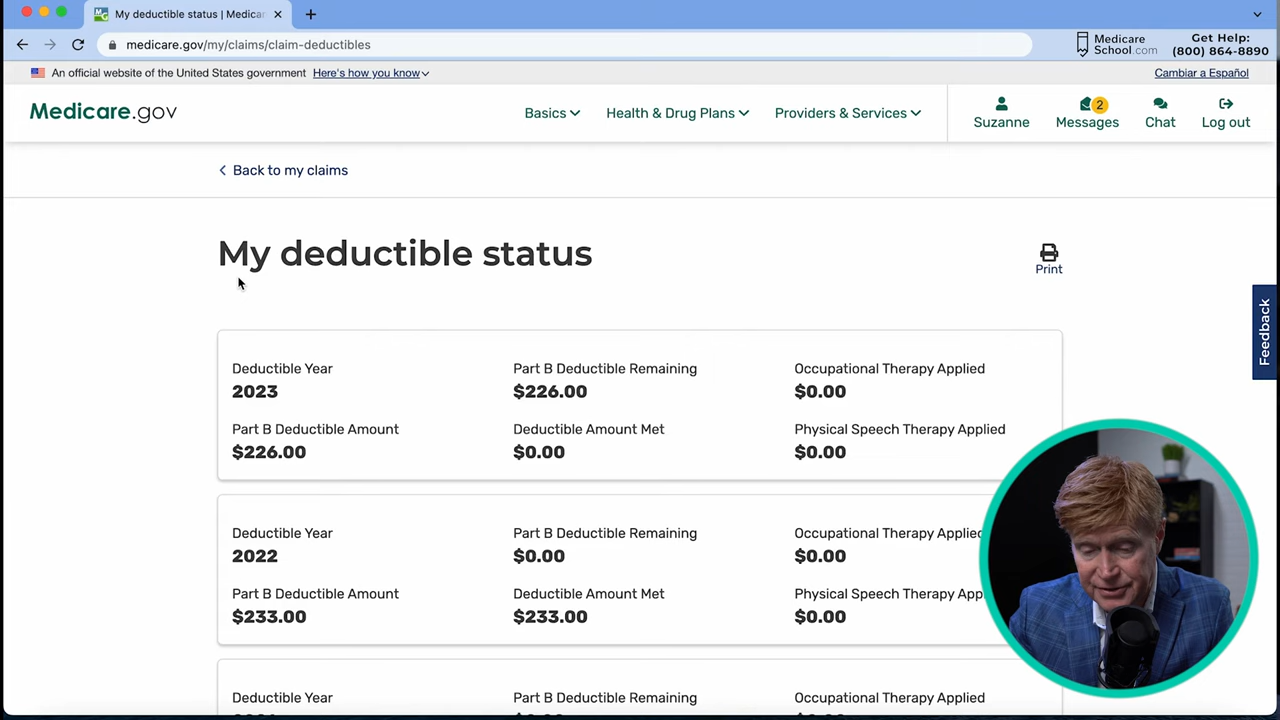 My deductible status | Medicar
medicare.gov/my/claims/claim-deductibles
Medicare
School.com
Get Help:
(800) 864-8890
An official website of the United States government Here's how you know
Cambiar a Español
Medicare.gov
Basics
Health & Drug Plans
Providers & Services
Suzanne
2
Messages
Chat
Log out
Back to my claims
My deductible status
Print
Feedback
Deductible Year
Part B Deductible Remaining
Occupational Therapy Applied
2023
$226.00
$0.00
Part B Deductible Amount
Deductible Amount Met
Physical Speech Therapy Applied
$226.00
$0.00
$0.00
Deductible Year
Part B Deductible Remaining
Occupational Therapy Applied
2022
$0.00
$0.00
Part B Deductible Amount
Deductible Amount Met
Physical Speech Therapy App
$233.00
$233.00
$0.00
Deductible Year
Part B Deductible Remaining
Occupational Therapy Applied